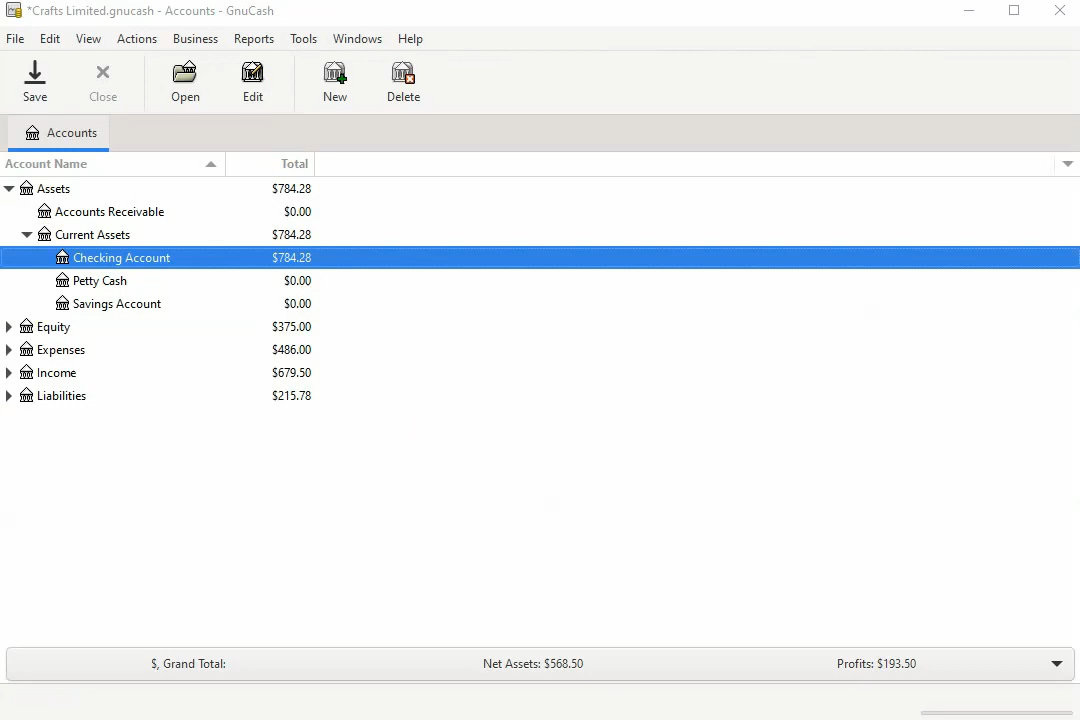 *Crafts Limited.gnucash - Accounts - GnuCash
File Edit View Actions Business Reports Tools Windows Help
Save Close Open Edit New Delete
Accounts
Account Name Total
Assets $784.28
Accounts Receivable $0.00
Current Assets $784.28
Checking Account $784.28
Petty Cash $0.00
Savings Account $0.00
Equity $375.00
Expenses $486.00
Income $679.50
Liabilities $215.78
$, Grand Total: Net Assets: $568.50 Profits: $193.50